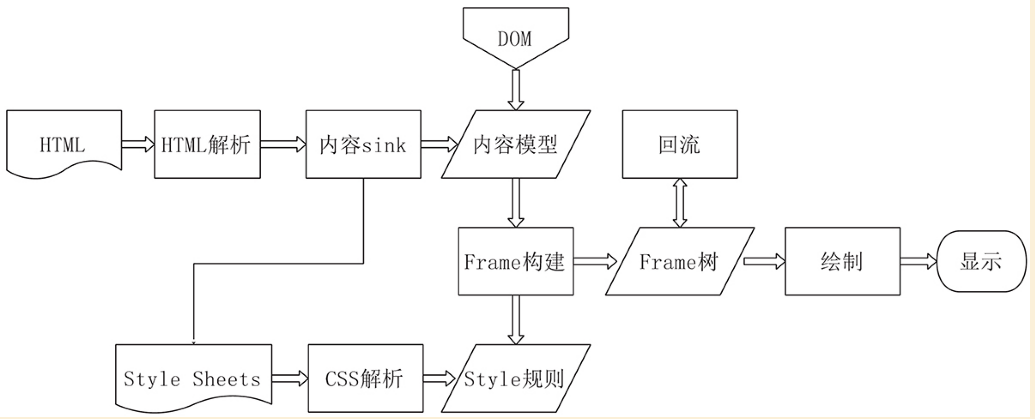 DOM
HTML
HTML解析
内容sink
内容模型
回流
Frame构建
Frame树
绘制
显示
Style Sheets
CSS解析
Style规则